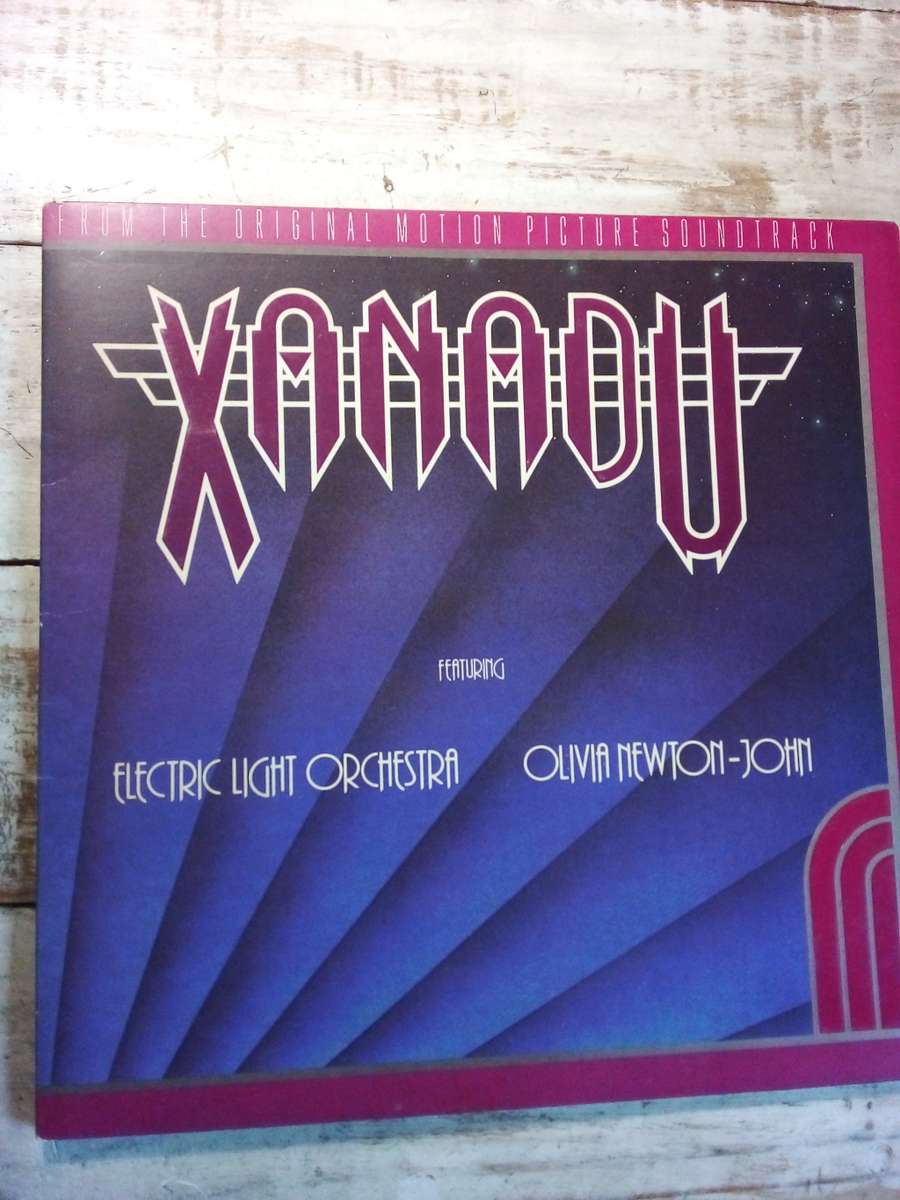 FROM THE ORIGINAL MOTION PICTURE SOUNDTRACK
XANADU
FEATURING
ELECTRIC LIGHT ORCHESTRA OLIVIA NEWTON-JOHN